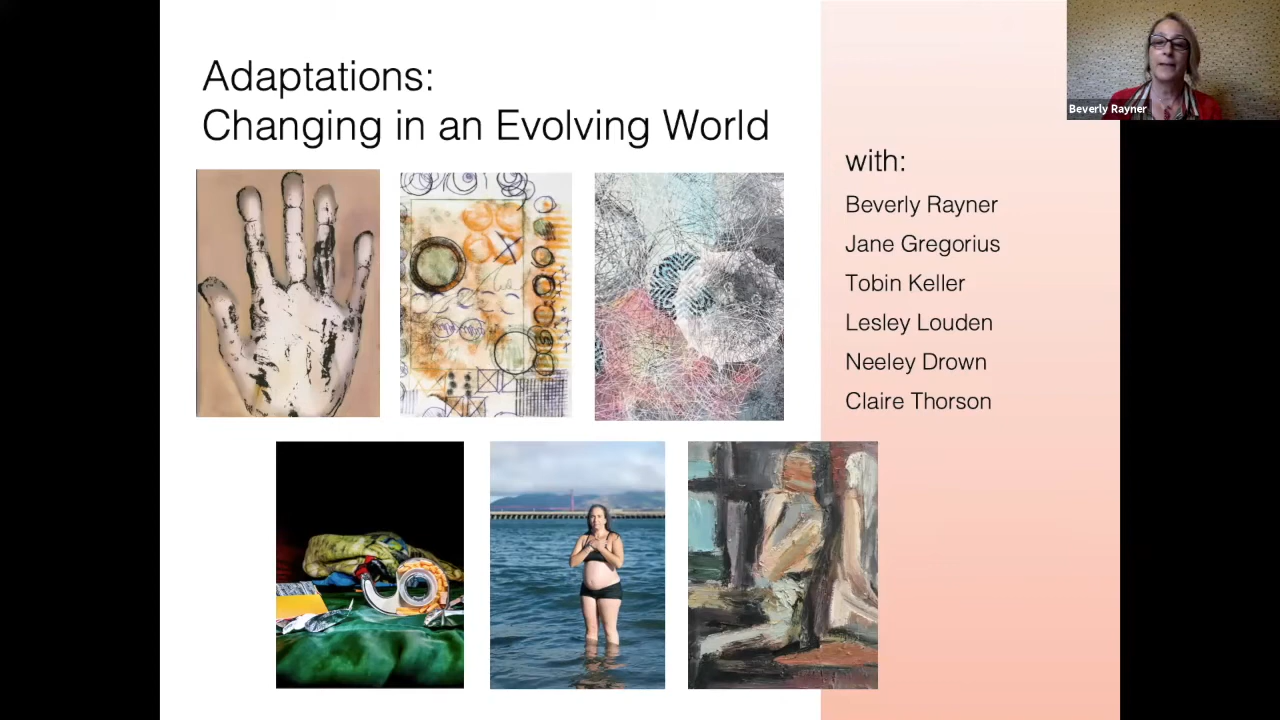 Adaptations:
Changing in an Evolving World
with:
Beverly Rayner
Jane Gregorius
Tobin Keller
Lesley Louden
Neeley Drown
Claire Thorson
Beverly Rayner